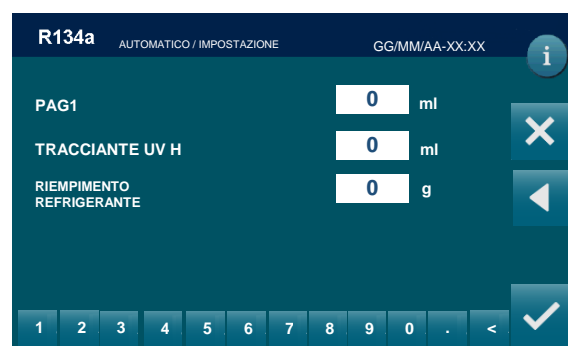 R134a AUTOMATICO / IMPOSTAZIONE GG/MM/AA-XX:XX
i
PAG1 0 ml
TRACCIANTE UV H 0 ml
RIEMPIMENTO
REFRIGERANTE 0 g
1 2 3 4 5 6 7 8 9 0 . <